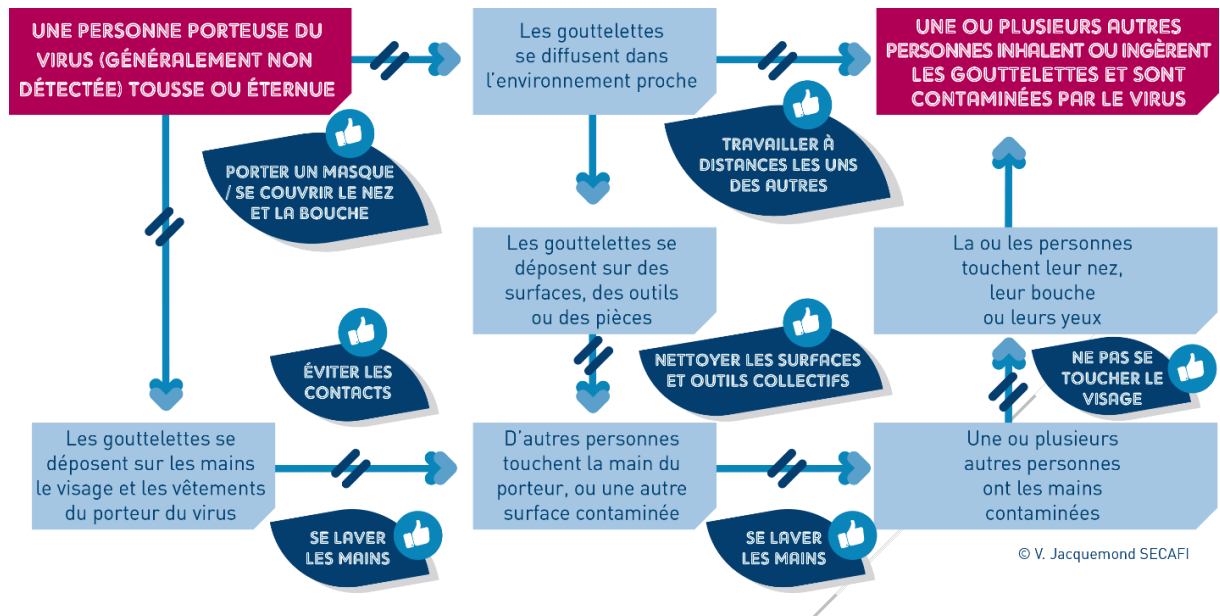 UNE PERSONNE PORTEUSE DU
VIRUS (GÉNÉRALEMENT NON
DÉTECTÉE) TOUSSE OU ÉTERNUE
Les gouttelettes
se diffusent dans
l'environnement proche
UNE OU PLUSIEURS AUTRES
PERSONNES INHALENT OU INGÈRENT
LES GOUTTELETTES ET SONT
CONTAMINÉES PAR LE VIRUS
PORTER UN MASQUE
/ SE COUVRIR LE NEZ
ET LA BOUCHE
TRAVAILLER À
DISTANCES LES UNS
DES AUTRES
Les gouttelettes se
déposent sur des
surfaces, des outils
ou des pièces
La ou les personnes
touchent leur nez,
leur bouche
ou leurs yeux
ÉVITER LES
CONTACTS
NETTOYER LES SURFACES
ET OUTILS COLLECTIFS
NE PAS SE
TOUCHER LE
VISAGE
Les gouttelettes se
déposent sur les mains
le visage et les vêtements
du porteur du virus
D'autres personnes
touchent la main du
porteur, ou une autre
surface contaminée
Une ou plusieurs
autres personnes
ont les mains
contaminées
SE LAVER
LES MAINS
SE LAVER
LES MAINS
© V. Jacquemond SECAFI